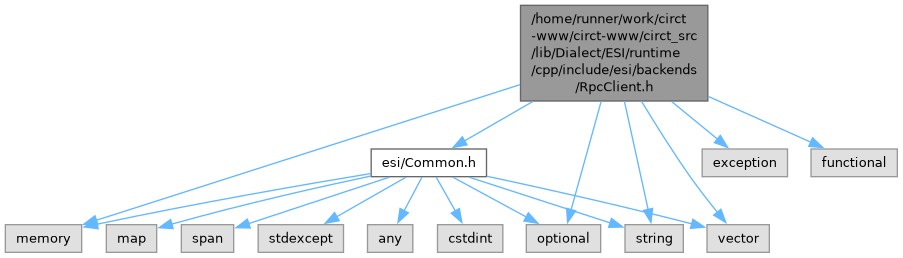 /home/runner/work/circt
-www/circt-www/circt_src
/lib/Dialect/ESI/runtime
/cpp/include/esi/backends
/RpcClient.h
esi/Common.h
exception
functional
memory
map
span
stdexcept
any
cstdint
optional
string
vector